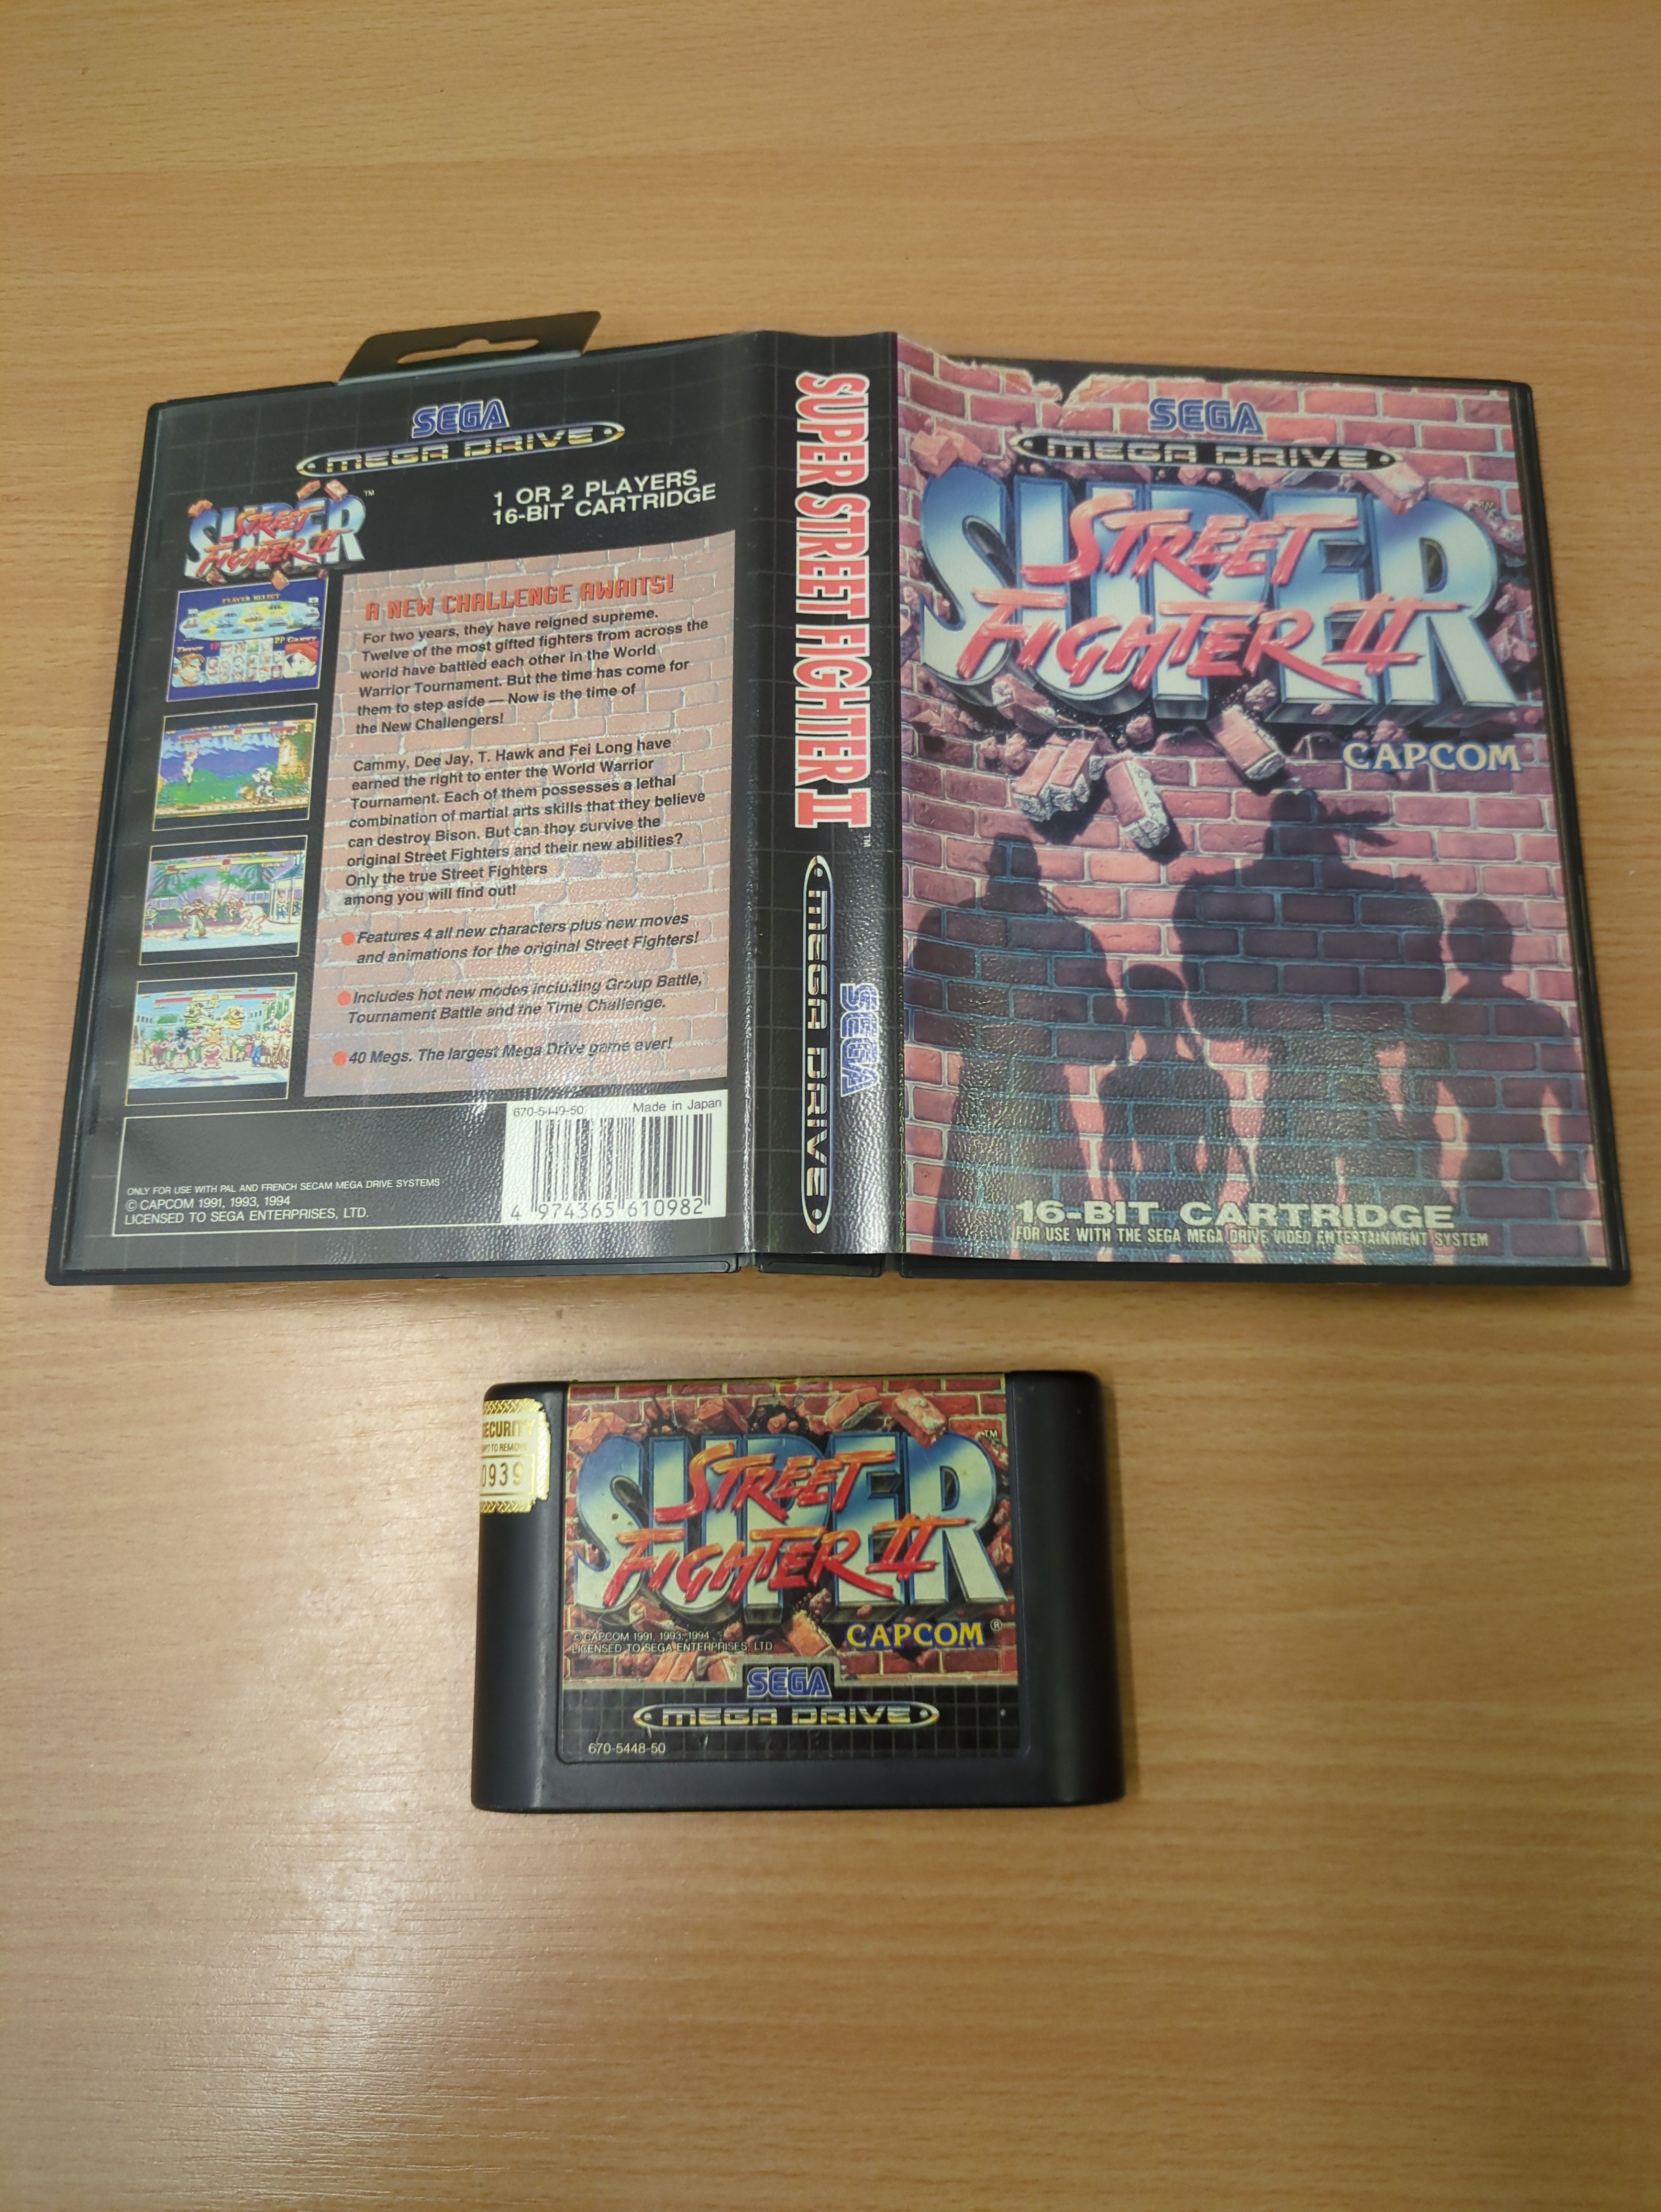 SEGA
MEGA DRIVE
SUPER
STREET
FIGHTER II
™
1 OR 2 PLAYERS
16-BIT CARTRIDGE
PLAYER SELECT
A NEW CHALLENGE AWAITS!
For two years, they have reigned supreme.
Twelve of the most gifted fighters from across the
world have battled each other in the World
Warrior Tournament. But the time has come for
them to step aside — Now is the time of
the New Challengers!
Cammy, Dee Jay, T. Hawk and Fei Long have
earned the right to enter the World Warrior
Tournament. Each of them possesses a lethal
combination of martial arts skills that they believe
can destroy Bison. But can they survive the
original Street Fighters and their new abilities?
Only the true Street Fighters
among you will find out!
Features 4 all new characters plus new moves
and animations for the original Street Fighters!
Includes hot new modes including Group Battle,
Tournament Battle and the Time Challenge.
40 Megs. The largest Mega Drive game ever!
670-5449-50 Made in Japan
4 974365 610982
ONLY FOR USE WITH PAL AND FRENCH SECAM MEGA DRIVE SYSTEMS
© CAPCOM 1991, 1993, 1994
LICENSED TO SEGA ENTERPRISES, LTD.
SUPER STREET FIGHTER II ™
SEGA
MEGA DRIVE
SEGA
MEGA DRIVE
SUPER ™
STREET
FIGHTER II
CAPCOM
16-BIT CARTRIDGE
FOR USE WITH THE SEGA MEGA DRIVE VIDEO ENTERTAINMENT SYSTEM
SECURITY
TO REMOVE
0939
SUPER ™
STREET
FIGHTER II
© CAPCOM 1991, 1993, 1994
LICENSED TO SEGA ENTERPRISES, LTD
CAPCOM ®
SEGA
MEGA DRIVE
670-5448-50